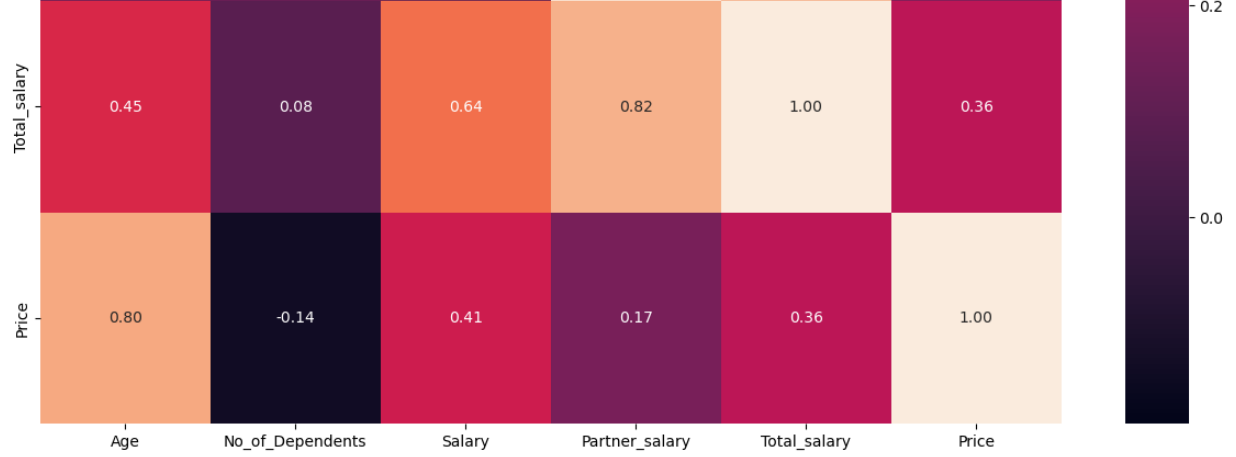 0.2
Total_salary
0.45 0.08 0.64 0.82 1.00 0.36
0.0
Price
0.80 -0.14 0.41 0.17 0.36 1.00
Age No_of_Dependents Salary Partner_salary Total_salary Price